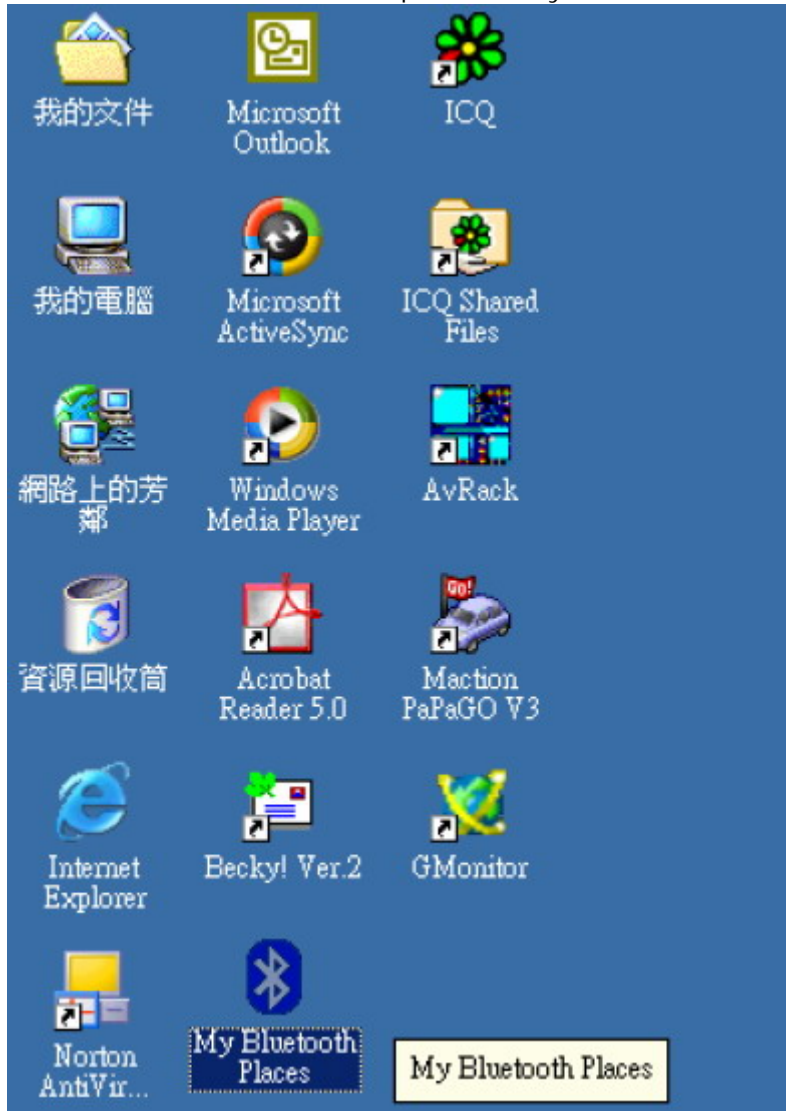 我的文件
Microsoft
Outlook
ICQ
我的電腦
Microsoft
ActiveSync
ICQ Shared
Files
網路上的芳
鄰
Windows
Media Player
AvRack
資源回收筒
Acrobat
Reader 5.0
GO!
Maction
PaPaGO V3
Internet
Explorer
Becky! Ver.2
GMonitor
Norton
AntiVir...
My Bluetooth
Places
My Bluetooth Places